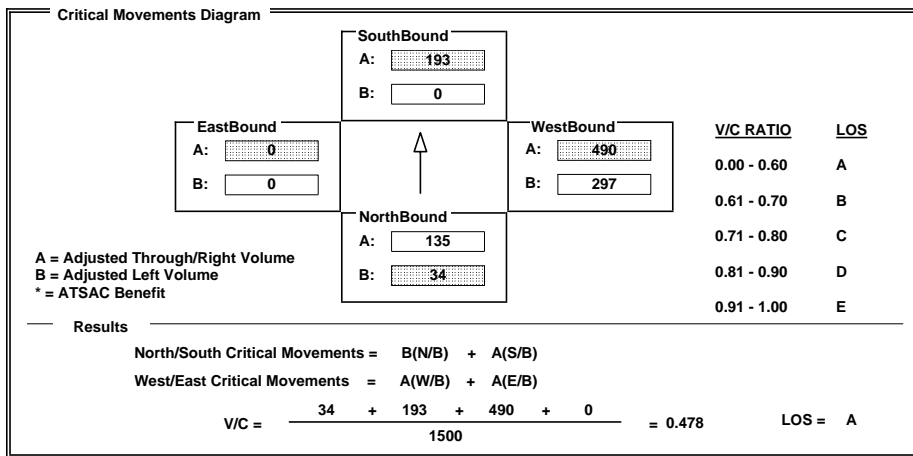 Critical Movements Diagram
SouthBound
A: 193
B: 0
EastBound
A: 0
B: 0
WestBound
A: 490
B: 297
NorthBound
A: 135
B: 34
V/C RATIO LOS
0.00 - 0.60 A
0.61 - 0.70 B
0.71 - 0.80 C
0.81 - 0.90 D
0.91 - 1.00 E
A = Adjusted Through/Right Volume
B = Adjusted Left Volume
* = ATSAC Benefit
Results
North/South Critical Movements = B(N/B) + A(S/B)
West/East Critical Movements = A(W/B) + A(E/B)
V/C = 34 + 193 + 490 + 0 = 0.478 LOS = A
1500